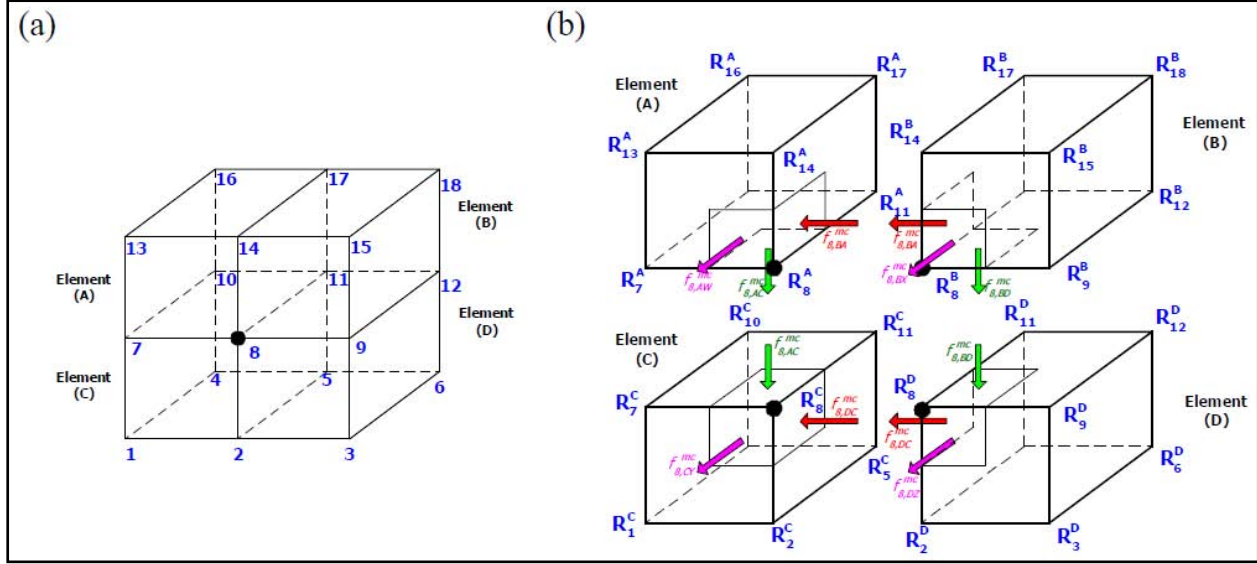 (a)
16
17
18
Element
(B)
13
14
15
Element
(A)
10
11
12
Element
(D)
7
8
9
Element
(C)
4
5
6
1
2
3
(b)
R^A_16
R^A_17
Element
(A)
R^A_13
R^A_14
R^A_11
f^mc_8,BA
f^mc_8,AW
f^mc_8,AC
R^A_7
R^A_8
R^B_17
R^B_18
R^B_14
R^B_15
Element
(B)
R^B_12
f^mc_8,BA
f^mc_8,BX
f^mc_8,BD
R^B_8
R^B_9
R^C_10
R^C_11
Element
(C)
f^mc_8,AC
R^C_7
R^C_8
f^mc_8,DC
f^mc_8,CY
R^C_5
R^C_1
R^C_2
R^D_11
R^D_12
f^mc_8,BD
R^D_8
R^D_9
Element
(D)
f^mc_8,DC
f^mc_8,DZ
R^D_6
R^D_2
R^D_3